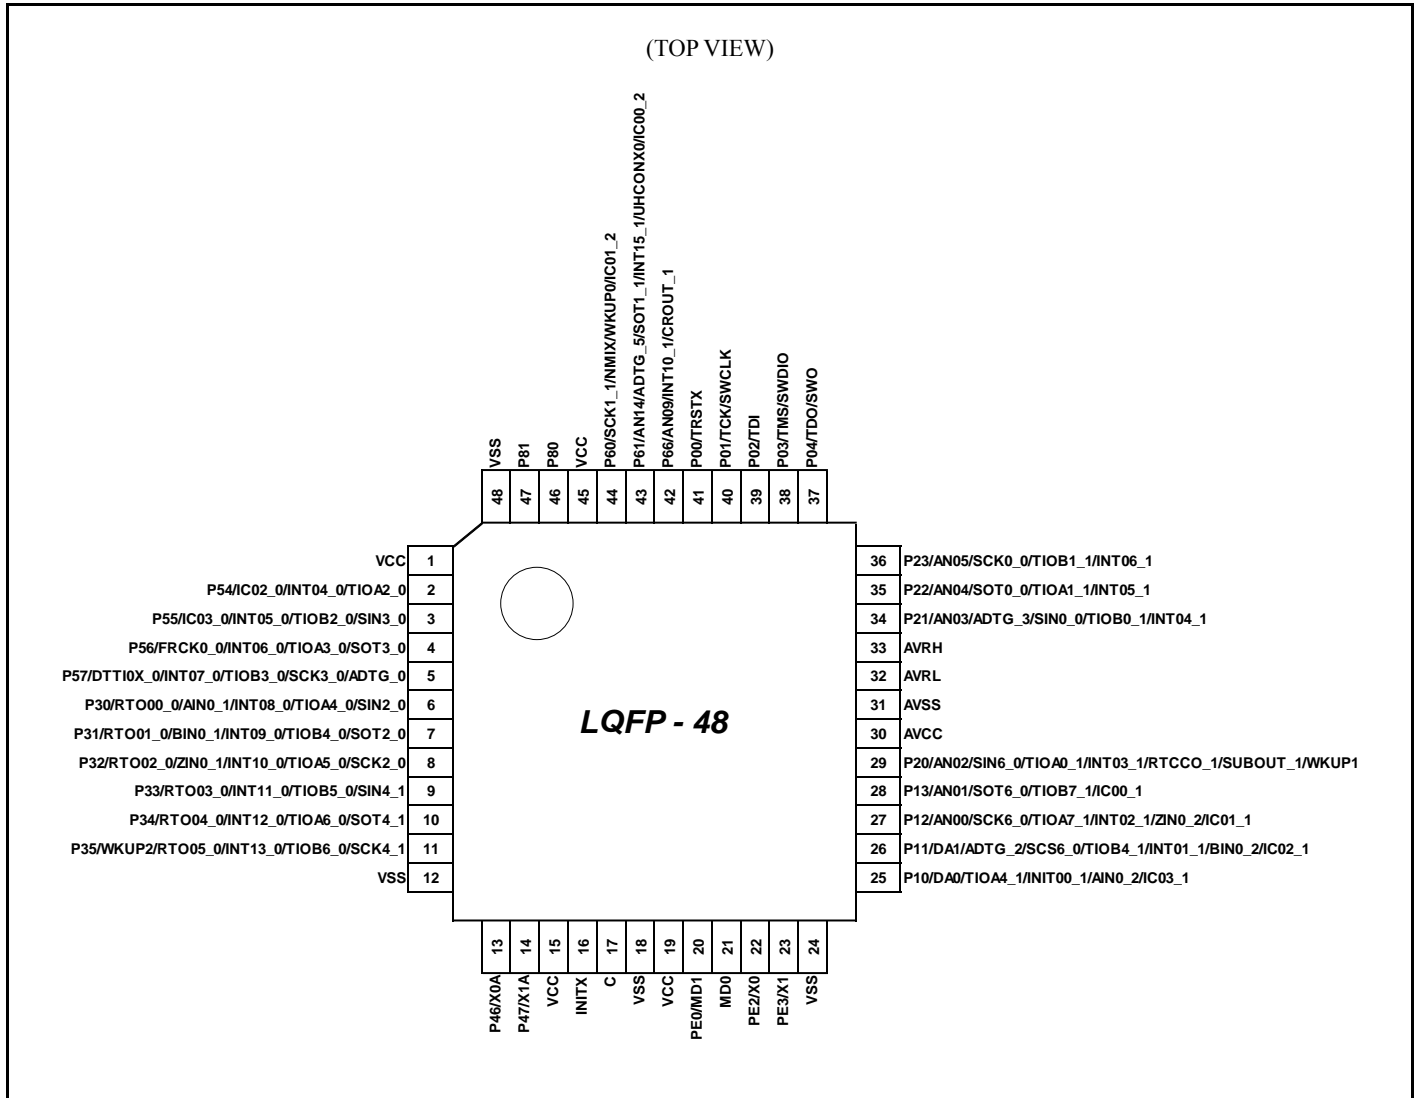 (TOP VIEW)
VSS
P81
P80
VCC
P60/SCK1_1/NMIX/WKUP0/IC01_2
P61/AN14/ADTG_5/SOT1_1/INT15_1/UHCONX0/IC00_2
P66/AN09/INT10_1/CROUT_1
P00/TRSTX
P01/TCK/SWCLK
P02/TDI
P03/TMS/SWDIO
P04/TDO/SWO
48 47 46 45 44 43 42 41 40 39 38 37
VCC 1
P54/IC02_0/INT04_0/TIOA2_0 2
P55/IC03_0/INT05_0/TIOB2_0/SIN3_0 3
P56/FRCK0_0/INT06_0/TIOA3_0/SOT3_0 4
P57/DTTI0X_0/INT07_0/TIOB3_0/SCK3_0/ADTG_0 5
P30/RTO00_0/AIN0_1/INT08_0/TIOA4_0/SIN2_0 6
P31/RTO01_0/BIN0_1/INT09_0/TIOB4_0/SOT2_0 7
P32/RTO02_0/ZIN0_1/INT10_0/TIOA5_0/SCK2_0 8
P33/RTO03_0/INT11_0/TIOB5_0/SIN4_1 9
P34/RTO04_0/INT12_0/TIOA6_0/SOT4_1 10
P35/WKUP2/RTO05_0/INT13_0/TIOB6_0/SCK4_1 11
VSS 12
LQFP - 48
36 P23/AN05/SCK0_0/TIOB1_1/INT06_1
35 P22/AN04/SOT0_0/TIOA1_1/INT05_1
34 P21/AN03/ADTG_3/SIN0_0/TIOB0_1/INT04_1
33 AVRH
32 AVRL
31 AVSS
30 AVCC
29 P20/AN02/SIN6_0/TIOA0_1/INT03_1/RTCCO_1/SUBOUT_1/WKUP1
28 P13/AN01/SOT6_0/TIOB7_1/IC00_1
27 P12/AN00/SCK6_0/TIOA7_1/INT02_1/ZIN0_2/IC01_1
26 P11/DA1/ADTG_2/SCS6_0/TIOB4_1/INT01_1/BIN0_2/IC02_1
25 P10/DA0/TIOA4_1/INIT00_1/AIN0_2/IC03_1
13 14 15 16 17 18 19 20 21 22 23 24
P46/X0A
P47/X1A
VCC
INITX
C
VSS
VCC
PE0/MD1
MD0
PE2/X0
PE3/X1
VSS